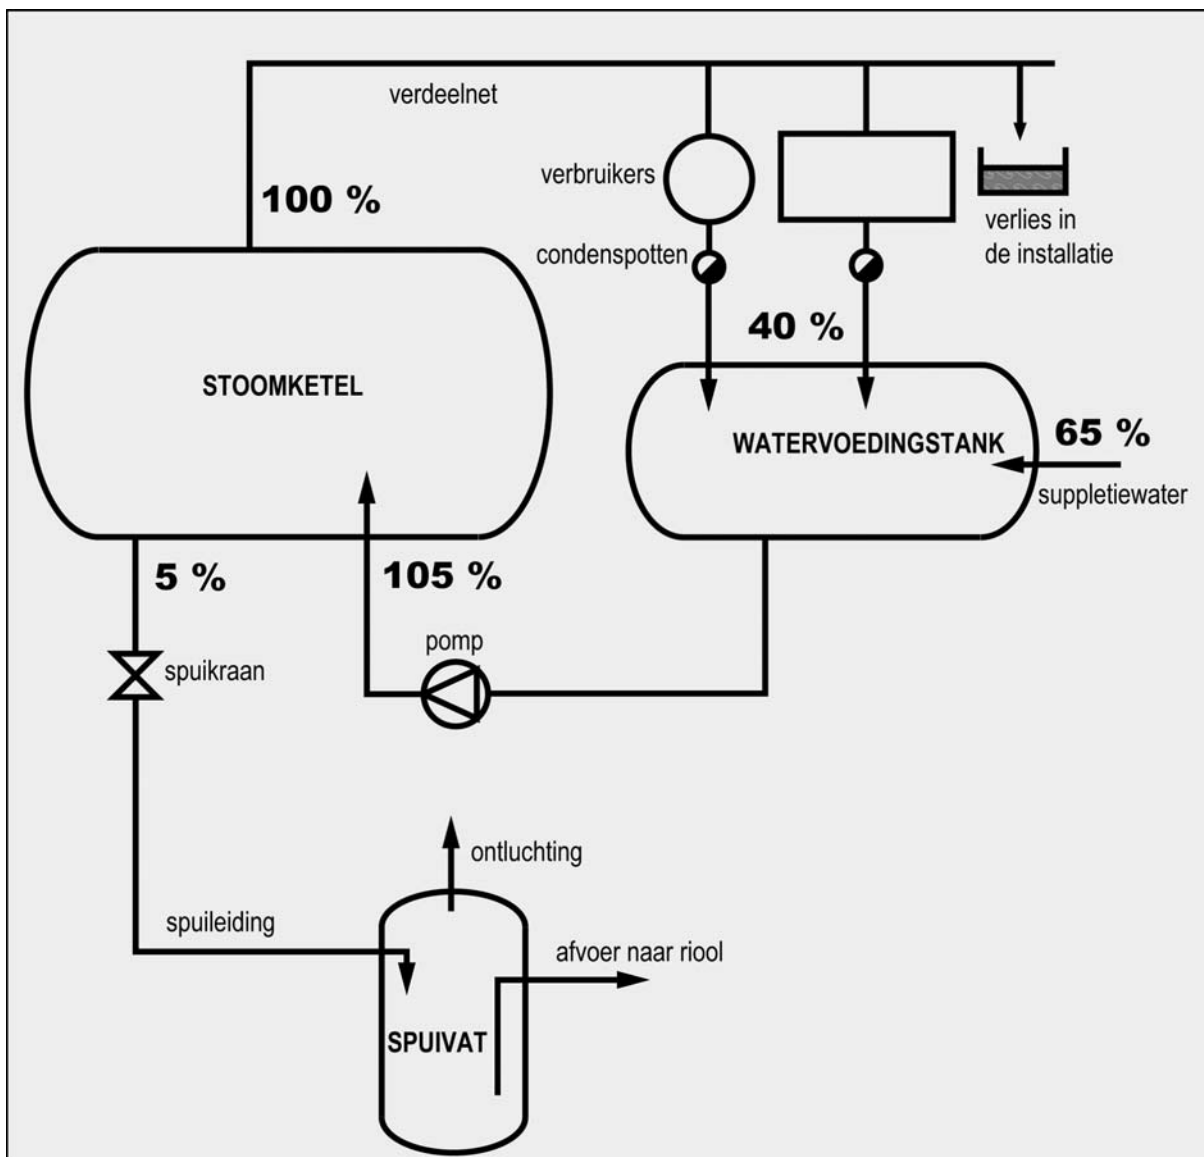 verdeelnet
100 %
verbruikers
condenspotten
verlies in
de installatie
40 %
STOOMKETEL
WATERVOEDINGSTANK
65 %
suppletiewater
5 %
105 %
pomp
spuikraan
ontluchting
spuileiding
afvoer naar riool
SPUIVAT